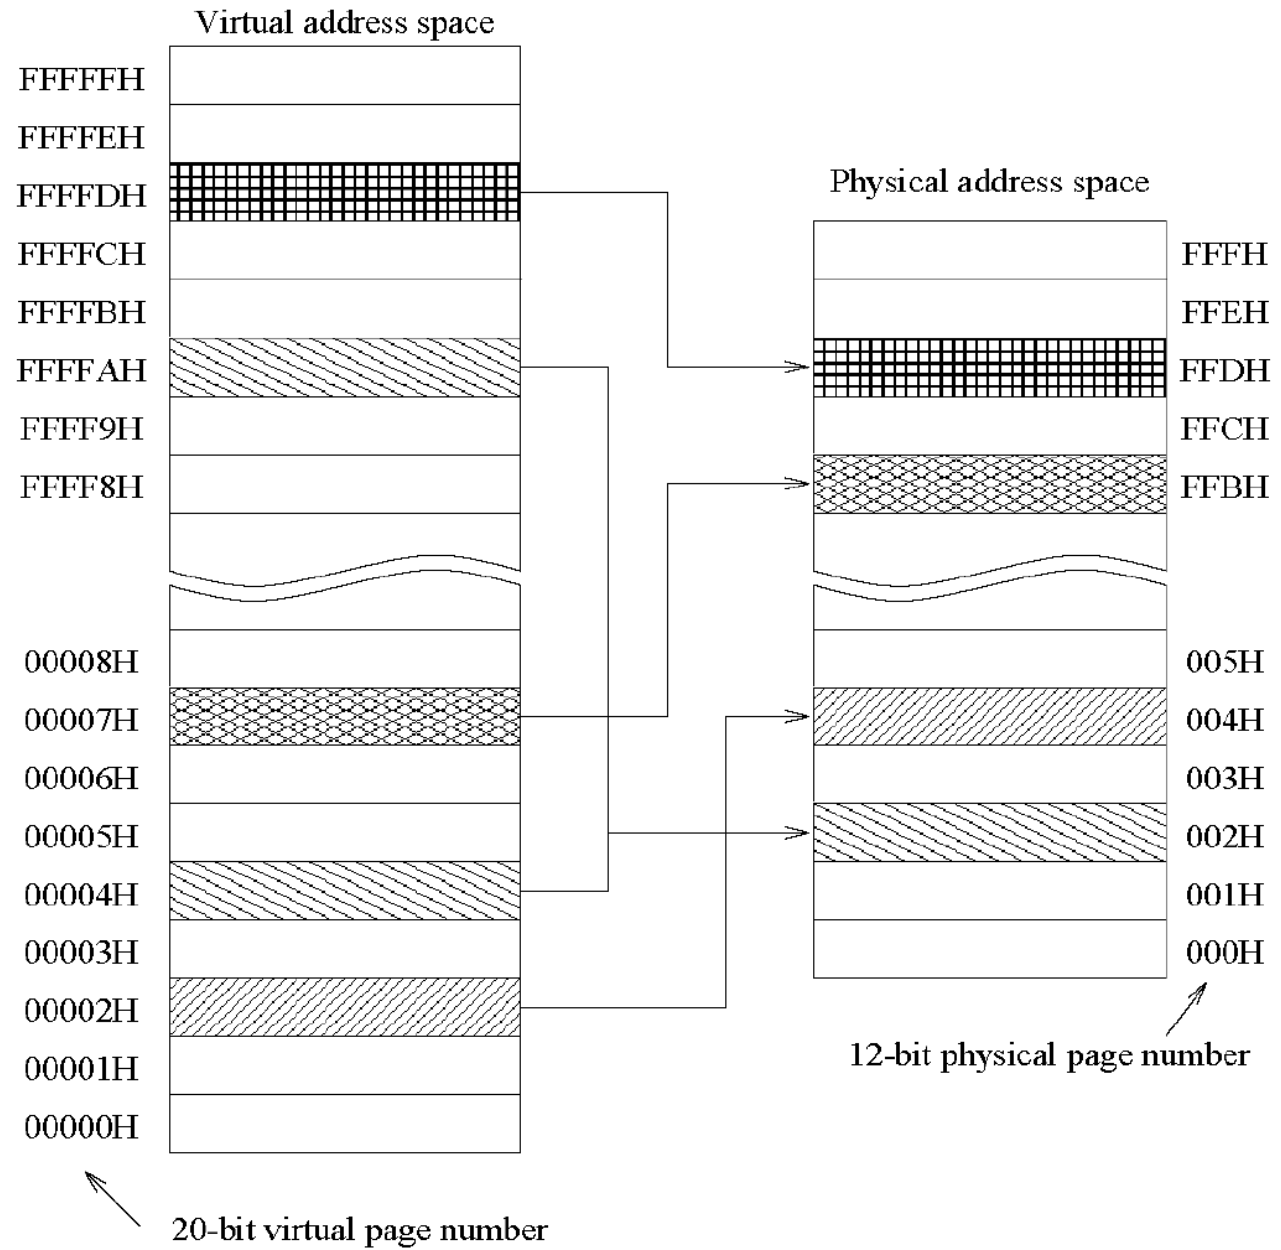 Virtual address space
FFFFFH
FFFFEH
FFFFDH
FFFFCH
FFFFBH
FFFFAH
FFFF9H
FFFF8H
00008H
00007H
00006H
00005H
00004H
00003H
00002H
00001H
00000H
20-bit virtual page number
Physical address space
FFFH
FFEH
FFDH
FFCH
FFBH
005H
004H
003H
002H
001H
000H
12-bit physical page number